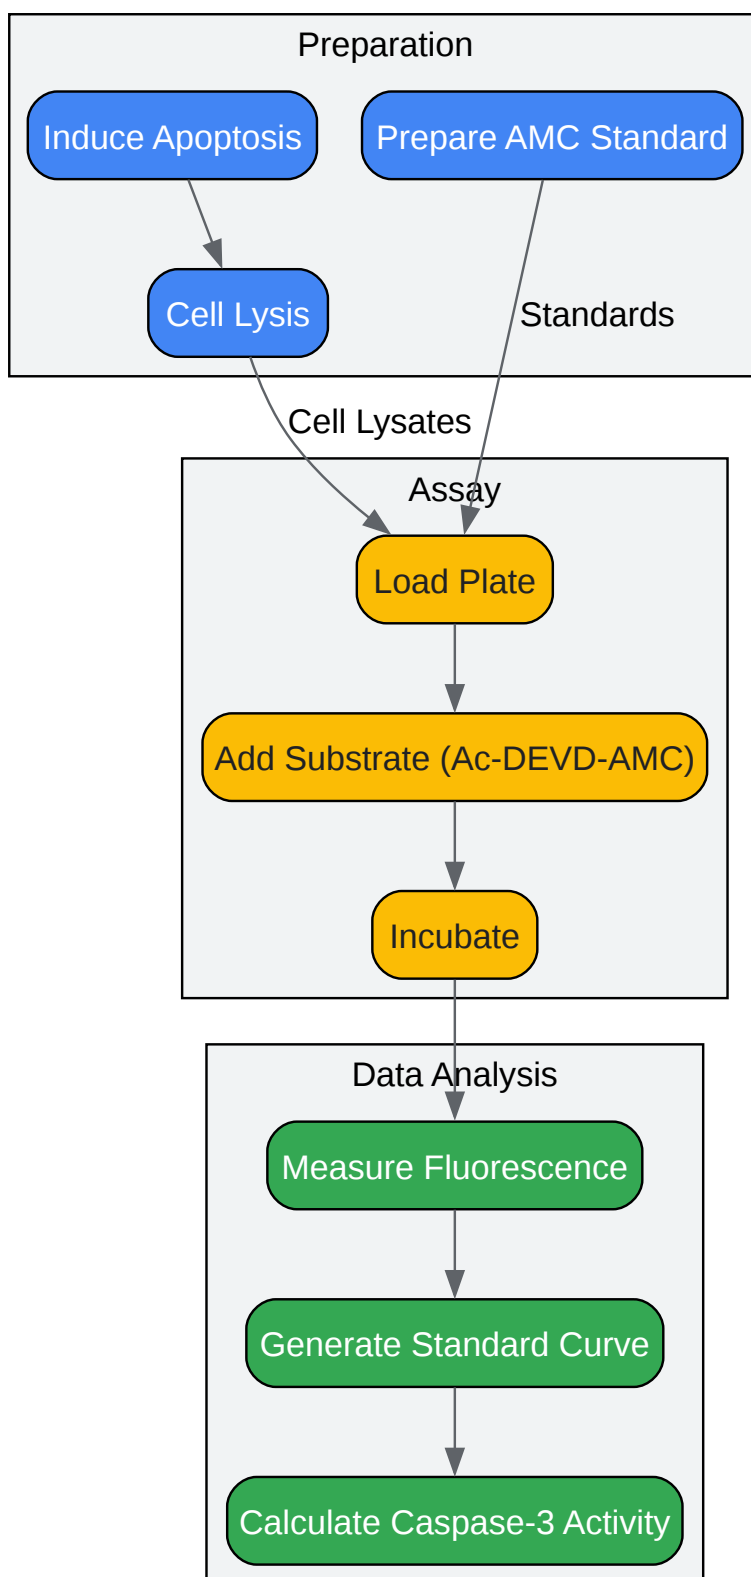 Preparation
Induce Apoptosis
Prepare AMC Standard
Cell Lysis
Standards
Cell Lysates
Assay
Load Plate
Add Substrate (Ac-DEVD-AMC)
Incubate
Data Analysis
Measure Fluorescence
Generate Standard Curve
Calculate Caspase-3 Activity